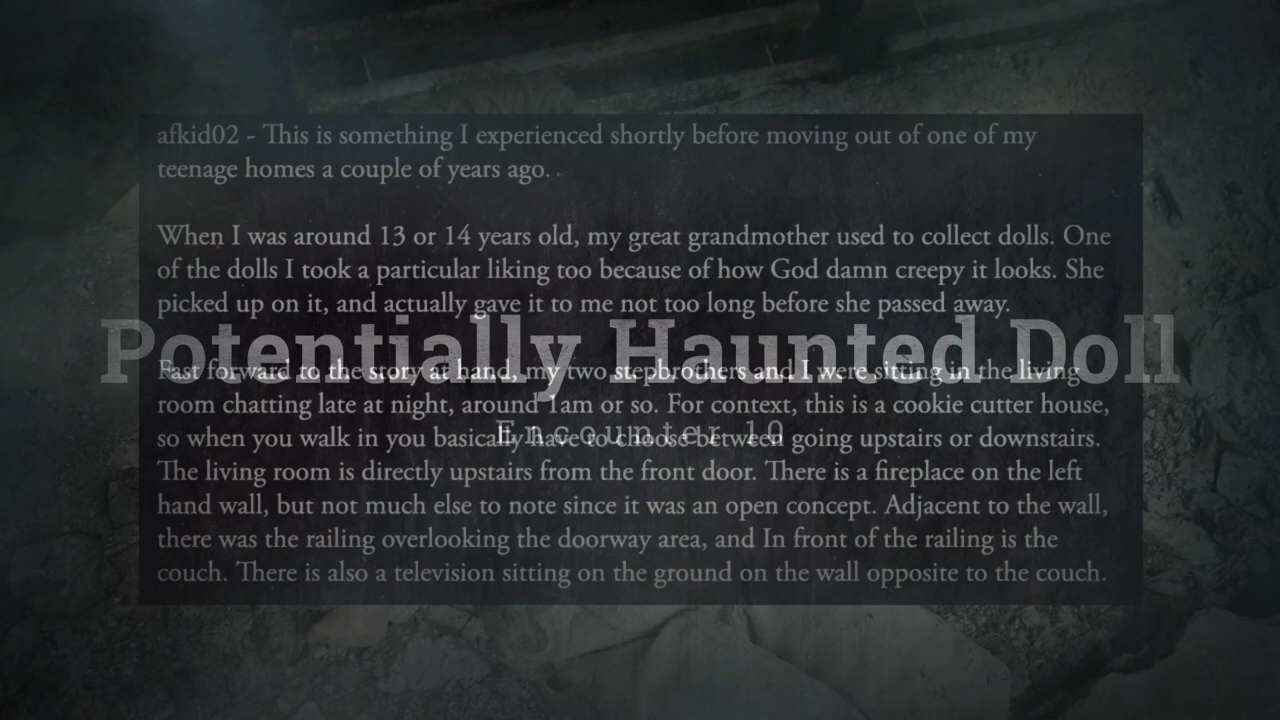 afkid02 - This is something I experienced shortly before moving out of one of my
teenage homes a couple of years ago.
When I was around 13 or 14 years old, my great grandmother used to collect dolls. One
of the dolls I took a particular liking too because of how God damn creepy it looks. She
picked up on it, and actually gave it to me not too long before she passed away.
Potentially Haunted Doll
Fast forward to the story at hand, my two stepbrothers and I were sitting in the living
room chatting late at night, around 1am or so. For context, this is a cookie cutter house,
Encounter 10
so when you walk in you basically have to choose between going upstairs or downstairs.
The living room is directly upstairs from the front door. There is a fireplace on the left
hand wall, but not much else to note since it was an open concept. Adjacent to the wall,
there was the railing overlooking the doorway area, and In front of the railing is the
couch. There is also a television sitting on the ground on the wall opposite to the couch.